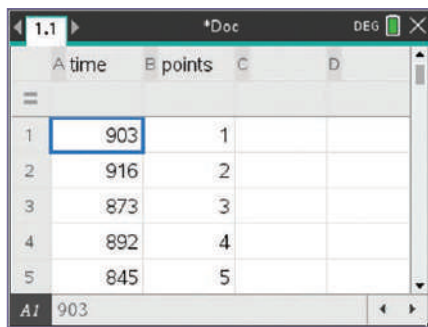 1.1 *Doc DEG
A time B points C D
=
1 903 1
2 916 2
3 873 3
4 892 4
5 845 5
A1 903